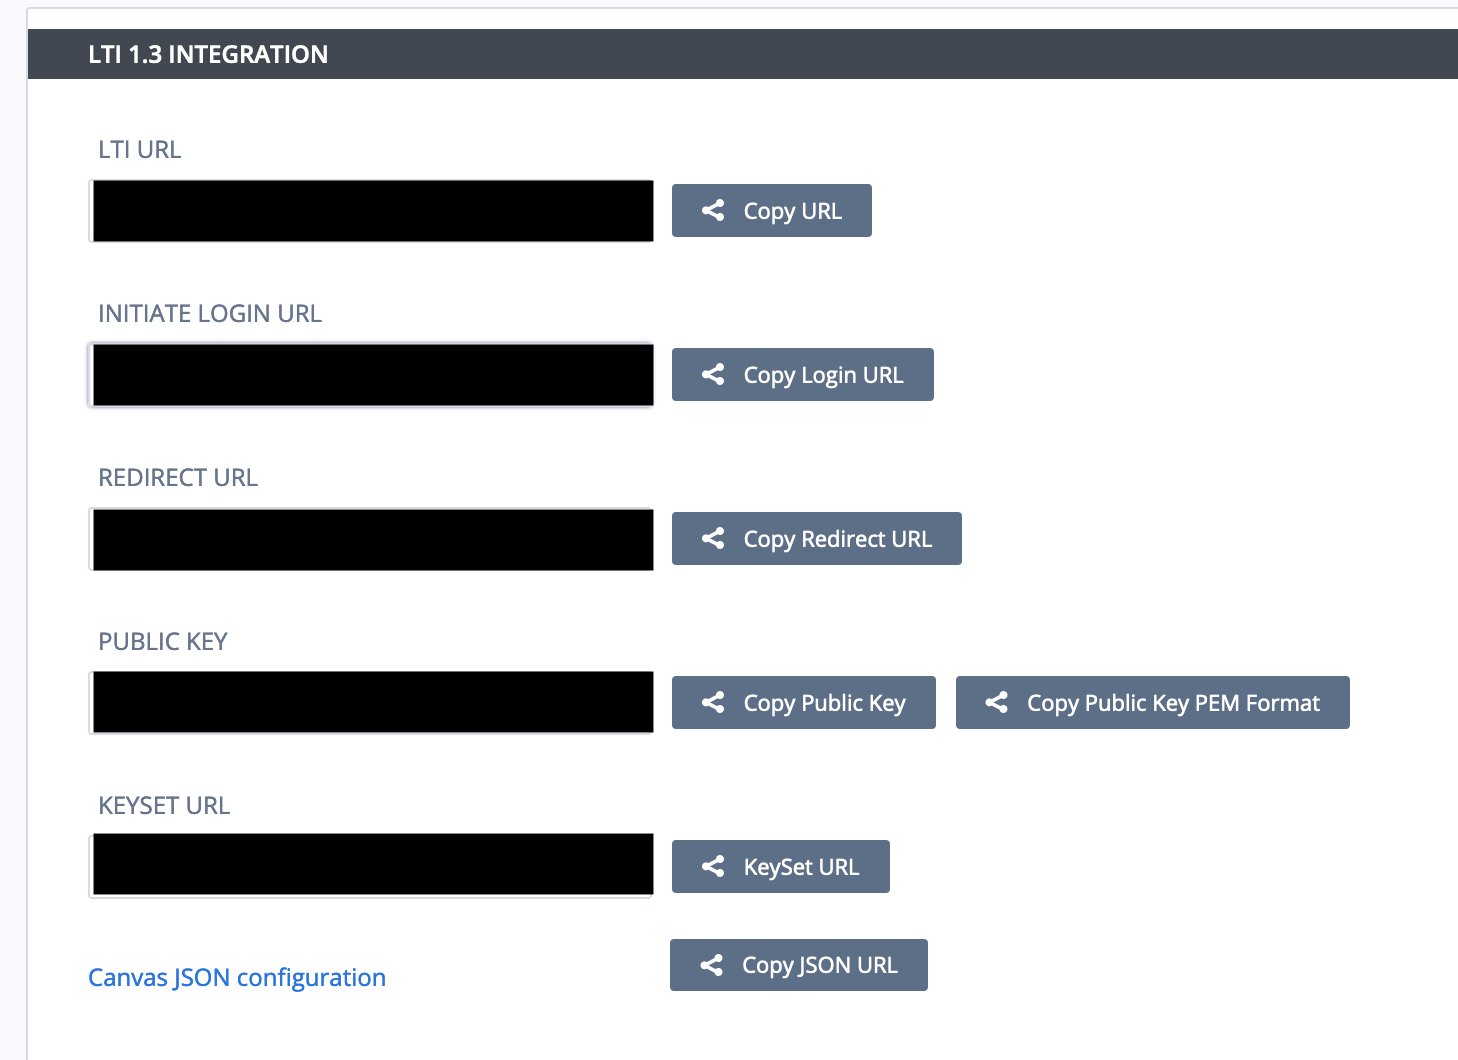 LTI 1.3 INTEGRATION
LTI URL
Copy URL
INITIATE LOGIN URL
Copy Login URL
REDIRECT URL
Copy Redirect URL
PUBLIC KEY
Copy Public Key
Copy Public Key PEM Format
KEYSET URL
KeySet URL
Canvas JSON configuration
Copy JSON URL